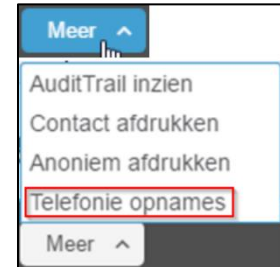 Meer
AuditTrail inzien
Contact afdrukken
Anoniem afdrukken
Telefonie opnames
Meer